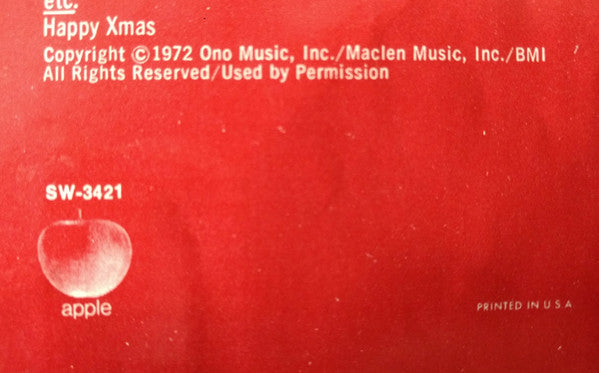 etc.
Happy Xmas
Copyright ©1972 Ono Music, Inc./Maclen Music, Inc./BMI
All Rights Reserved/Used by Permission
SW-3421
apple
PRINTED IN U S A